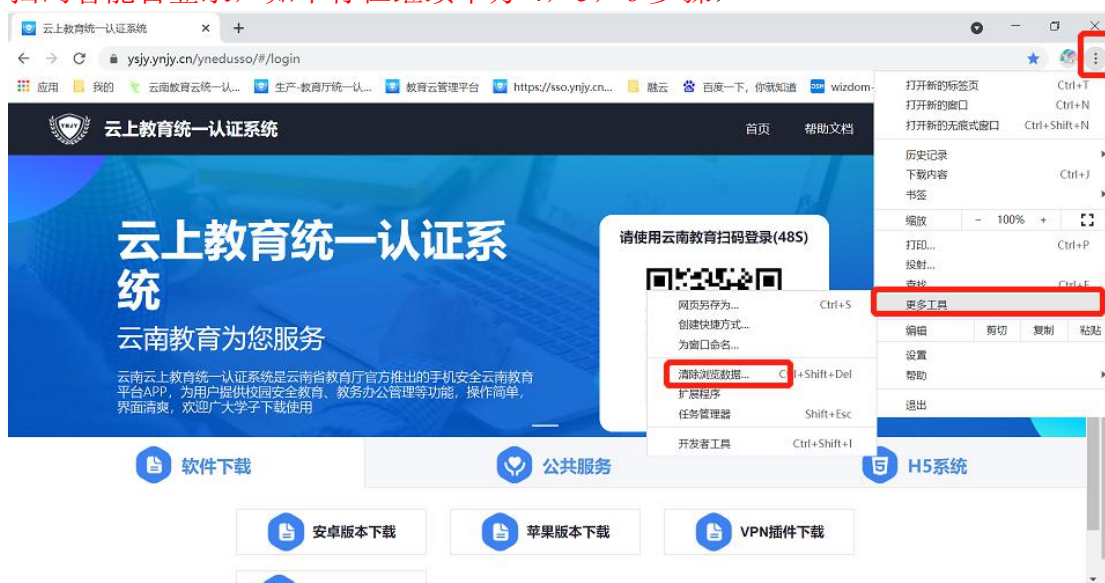 云上教育统一认证系统
ysjy.ynjy.cn/ynedusso/#/login
应用 我的 云南教育云统一认... 生产-教育厅统一认... 教育云管理平台 https://sso.ynjy.cn... 融云 百度一下，你就知道 wizdom-
云上教育统一认证系统 首页 帮助文档
云上教育统一认证系
统
云南教育为您服务
云南云上教育统一认证系统是云南省教育厅官方推出的手机安全云南教育
平台APP，为用户提供校园安全教育、教务办公管理等功能，操作简单，
界面清爽，欢迎广大学子下载使用
请使用云南教育扫码登录(48S)
打开新的标签页 Ctrl+T
打开新的窗口 Ctrl+N
打开新的无痕式窗口 Ctrl+Shift+N
历史记录
下载内容 Ctrl+J
书签
缩放 - 100% +
打印... Ctrl+P
投射...
查找... Ctrl+F
更多工具
编辑 剪切 复制 粘贴
设置
帮助
退出
网页另存为... Ctrl+S
创建快捷方式...
为窗口命名...
清除浏览数据... Ctrl+Shift+Del
扩展程序
任务管理器 Shift+Esc
开发者工具 Ctrl+Shift+I
软件下载 公共服务 H5系统
安卓版本下载 苹果版本下载 VPN插件下载